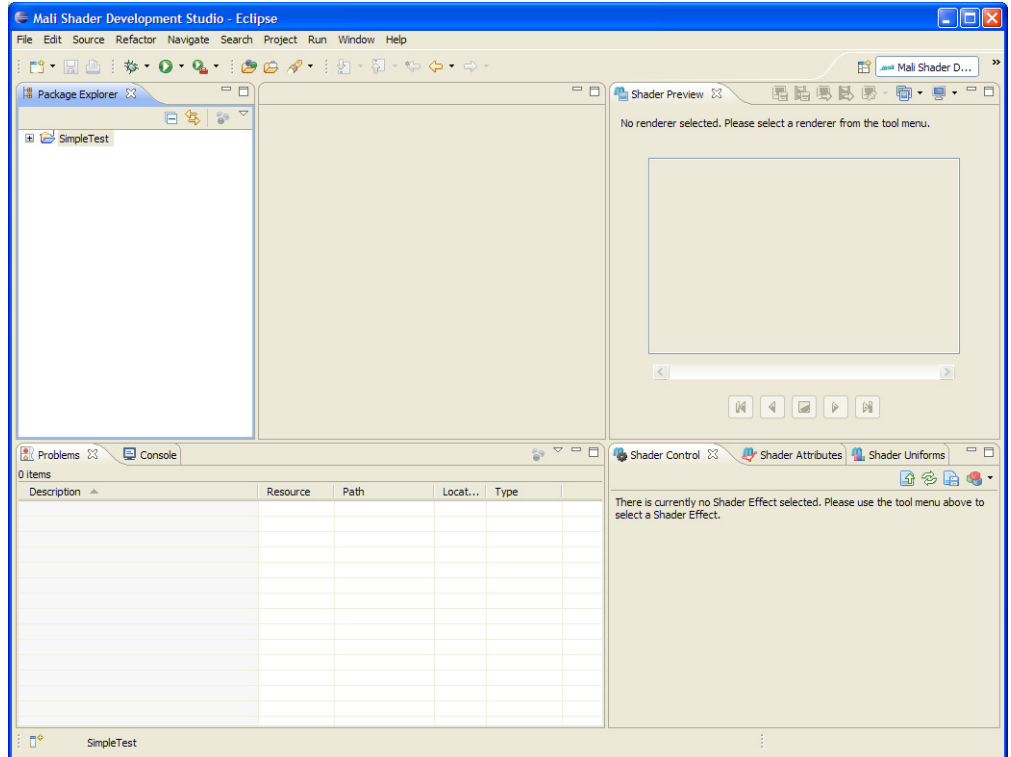 Mali Shader Development Studio - Eclipse
File Edit Source Refactor Navigate Search Project Run Window Help
Mali Shader D... »
Package Explorer
SimpleTest
Shader Preview
No renderer selected. Please select a renderer from the tool menu.
Problems
Console
0 items
Description Resource Path Locat... Type
Shader Control
Shader Attributes
Shader Uniforms
There is currently no Shader Effect selected. Please use the tool menu above to
select a Shader Effect.
SimpleTest